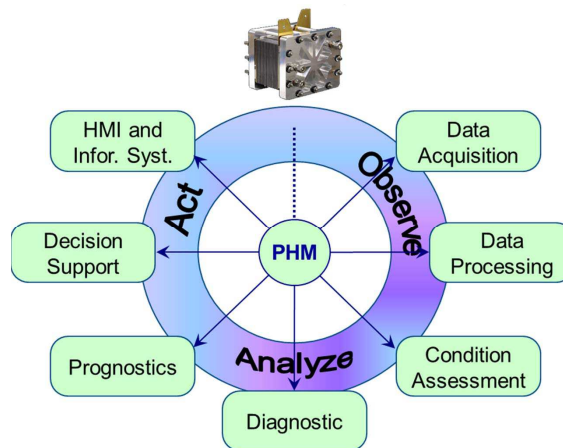 HMI and
Infor. Syst.
Data
Acquisition
Act
Observe
Decision
Support
PHM
Data
Processing
Prognostics
Analyze
Condition
Assessment
Diagnostic